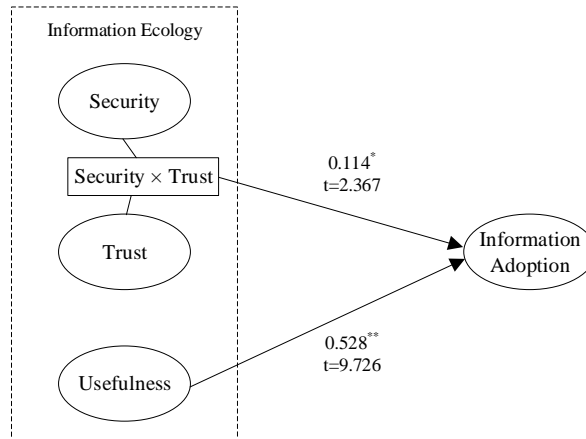 Information Ecology
Security
Security × Trust
Trust
Usefulness
0.114*
t=2.367
0.528**
t=9.726
Information
Adoption